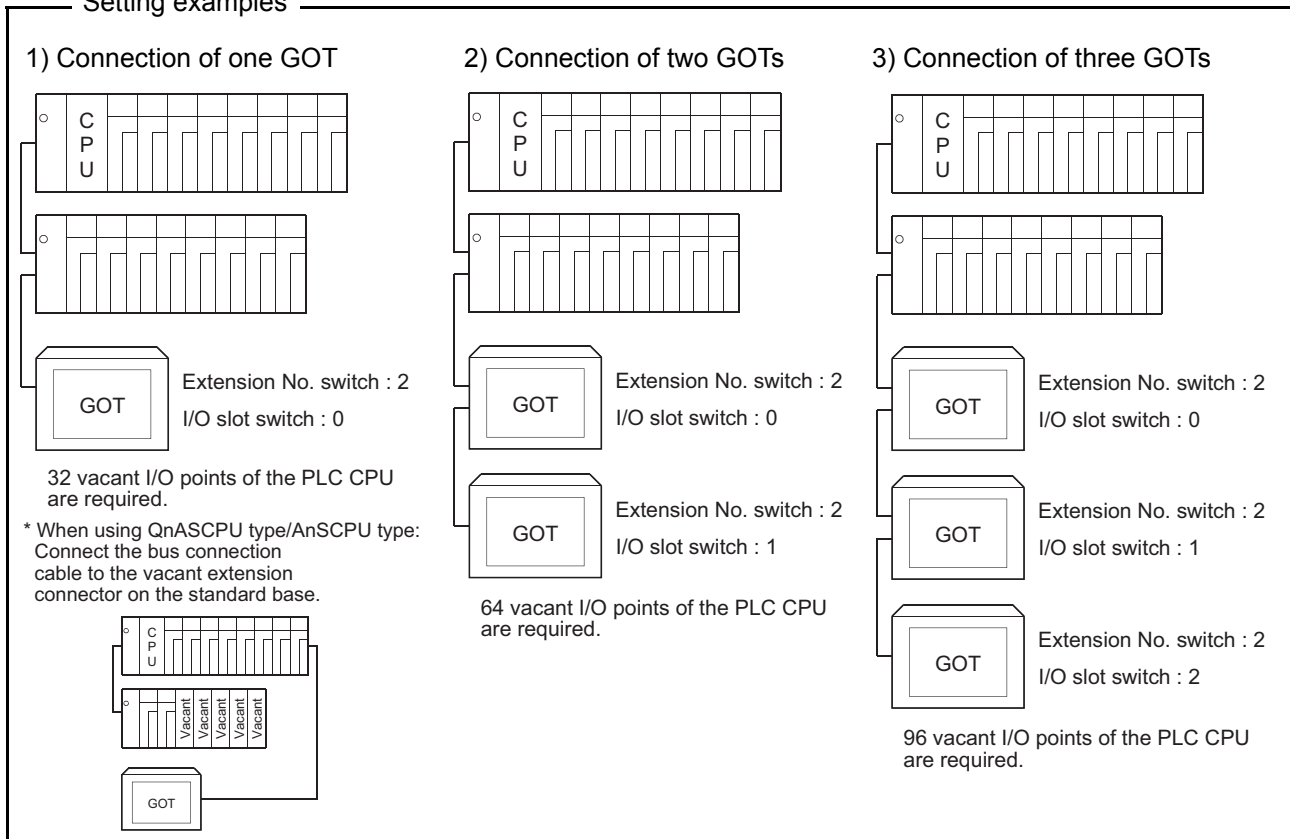 Setting examples
1) Connection of one GOT
C
P
U
GOT
Extension No. switch : 2
I/O slot switch : 0
32 vacant I/O points of the PLC CPU
are required.
* When using QnASCPU type/AnSCPU type:
Connect the bus connection
cable to the vacant extension
connector on the standard base.
C
P
U
Vacant
Vacant
Vacant
Vacant
Vacant
GOT
2) Connection of two GOTs
C
P
U
GOT
Extension No. switch : 2
I/O slot switch : 0
GOT
Extension No. switch : 2
I/O slot switch : 1
64 vacant I/O points of the PLC CPU
are required.
3) Connection of three GOTs
C
P
U
GOT
Extension No. switch : 2
I/O slot switch : 0
GOT
Extension No. switch : 2
I/O slot switch : 1
GOT
Extension No. switch : 2
I/O slot switch : 2
96 vacant I/O points of the PLC CPU
are required.